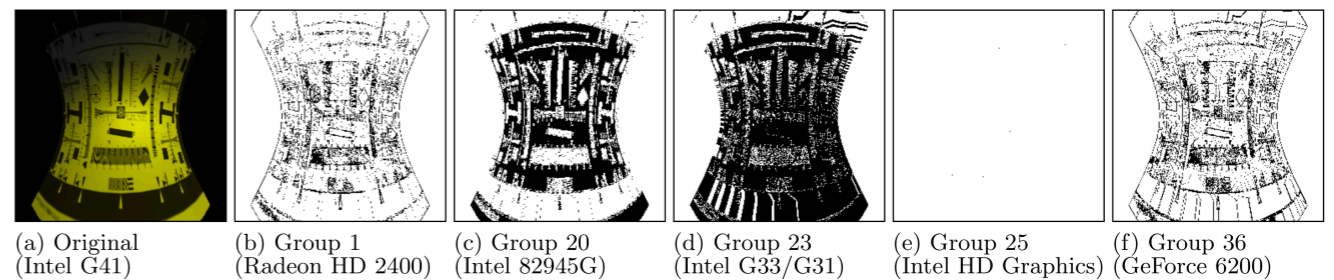 (a) Original
(Intel G41)
(b) Group 1
(Radeon HD 2400)
(c) Group 20
(Intel 82945G)
(d) Group 23
(Intel G33/G31)
(e) Group 25
(Intel HD Graphics)
(f) Group 36
(GeForce 6200)